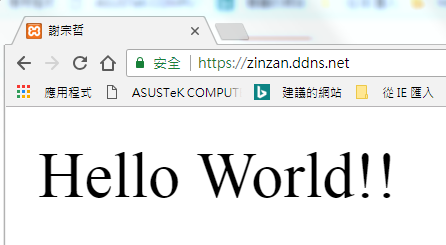 謝宗哲
安全 https://zinzan.ddns.net
應用程式 ASUSTeK COMPUT 建議的網站 從 IE 匯入
Hello World!!